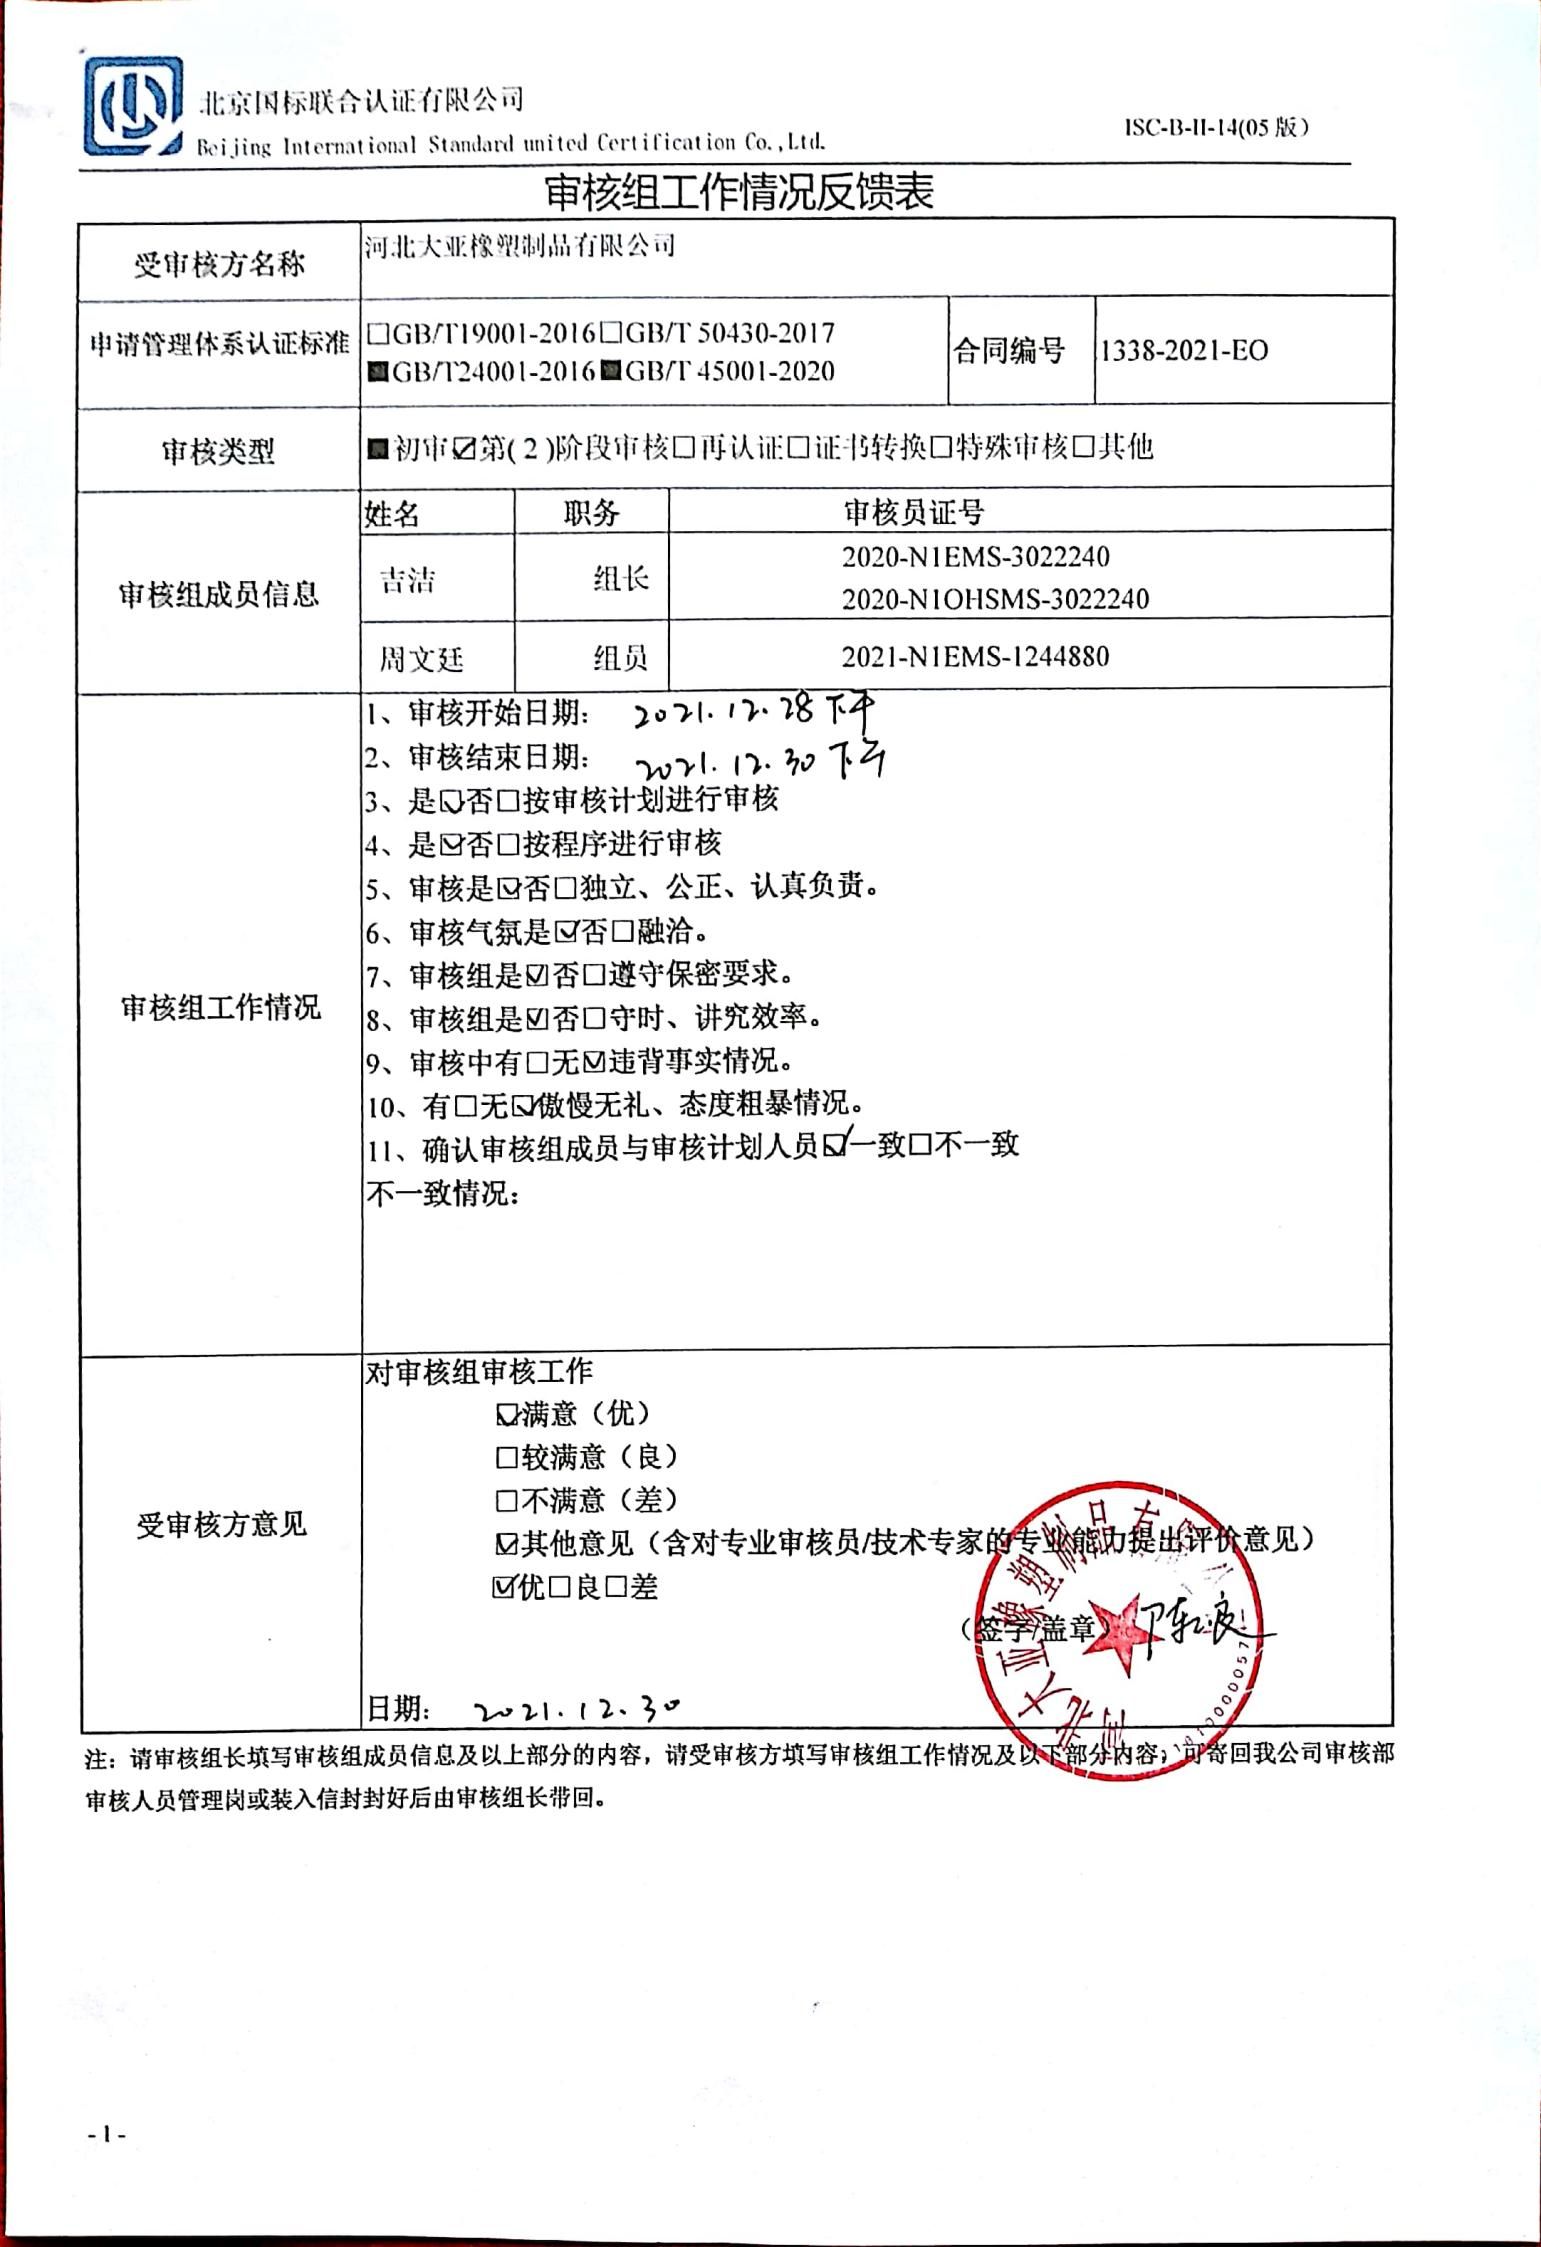 北京国标联合认证有限公司
Beijing International Standard united Certification Co.,Ltd.
ISC-B-II-14(05 版)
审核组工作情况反馈表
受审核方名称
河北大亚橡塑制品有限公司
申请管理体系认证标准
□GB/T19001-2016□GB/T 50430-2017
■GB/T24001-2016■GB/T 45001-2020
合同编号
1338-2021-EO
审核类型
■初审☑第( 2 )阶段审核□再认证□证书转换□特殊审核□其他
审核组成员信息
姓名 职务 审核员证号
吉洁 组长 2020-N1EMS-3022240
2020-N1OHSMS-3022240
周文廷 组员 2021-N1EMS-1244880
审核组工作情况
1、审核开始日期： 2021.12.28下午
2、审核结束日期： 2021.12.30下午
3、是☑否□按审核计划进行审核
4、是☑否□按程序进行审核
5、审核是☑否□独立、公正、认真负责。
6、审核气氛是☑否□融洽。
7、审核组是☑否□遵守保密要求。
8、审核组是☑否□守时、讲究效率。
9、审核中有□无☑违背事实情况。
10、有□无☑傲慢无礼、态度粗暴情况。
11、确认审核组成员与审核计划人员☑一致□不一致
不一致情况：
受审核方意见
对审核组审核工作
☑满意（优）
□较满意（良）
□不满意（差）
☑其他意见（含对专业审核员/技术专家的专业能力提出评价意见）
☑优□良□差
（签字/盖章）
河北大亚橡塑制品有限公司
日期： 2021.12.30
注：请审核组长填写审核组成员信息及以上部分的内容，请受审核方填写审核组工作情况及以下部分内容；可寄回我公司审核部
审核人员管理岗或装入信封封好后由审核组长带回。
- 1 -